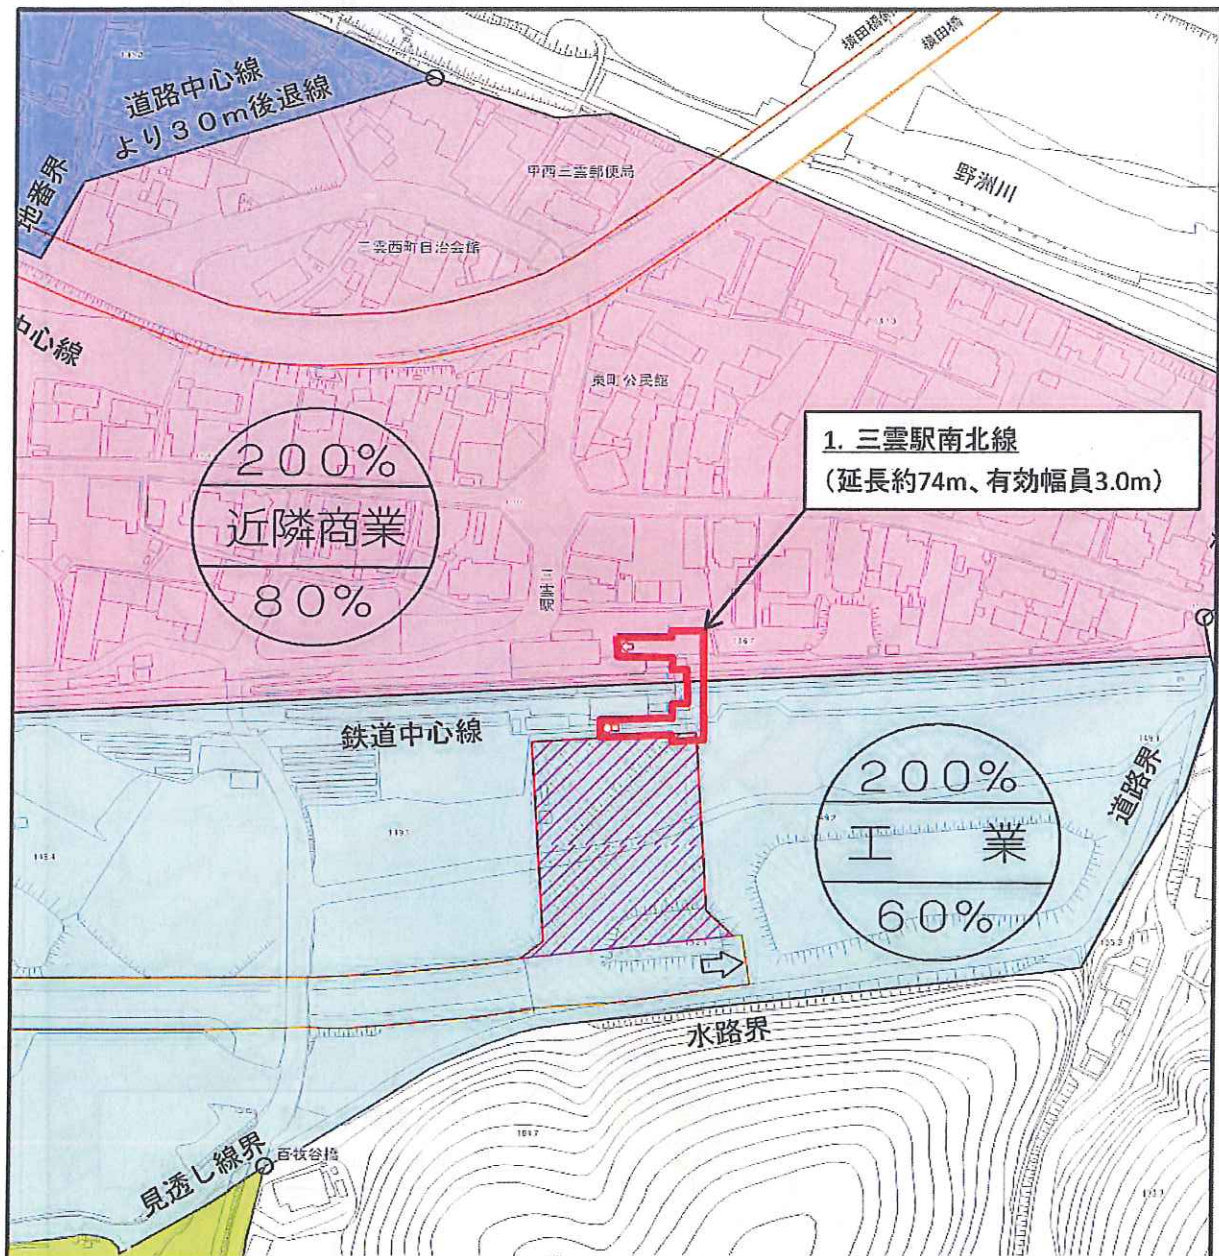 横田橋
横田橋
道路中心線
より30m後退線
地番界
甲西三雲郵便局
野洲川
三雲西町自治会館
中心線
東町公民館
1. 三雲駅南北線
(延長約74m、有効幅員3.0m)
200%
近隣商業
80%
三雲駅
鉄道中心線
200%
工業
60%
道路界
水路界
見透し線界
百牧谷橋